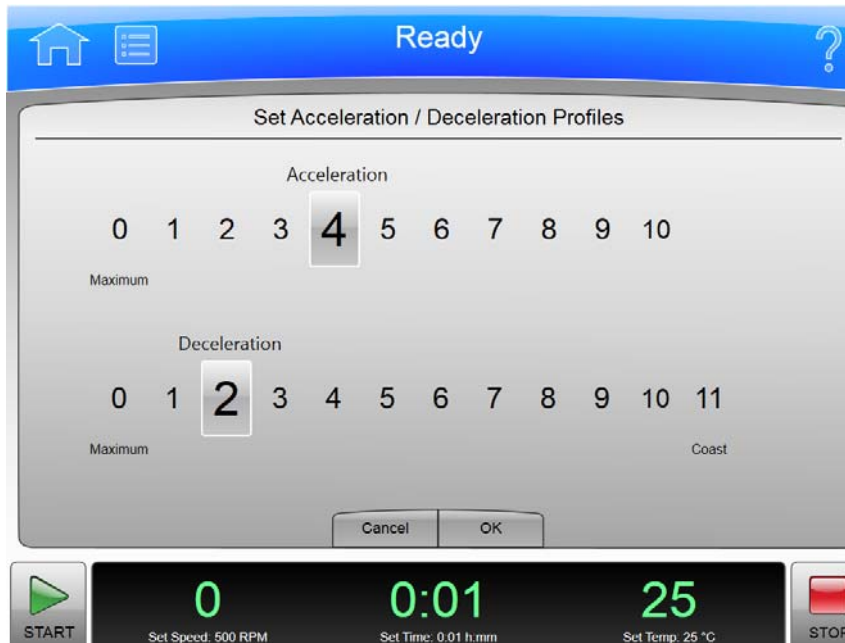 Ready
?
Set Acceleration / Deceleration Profiles
Acceleration
0 1 2 3 4 5 6 7 8 9 10
Maximum
Deceleration
0 1 2 3 4 5 6 7 8 9 10 11
Maximum Coast
Cancel OK
0 0:01 25
START Set Speed: 500 RPM Set Time: 0:01 h:mm Set Temp: 25 °C STOP